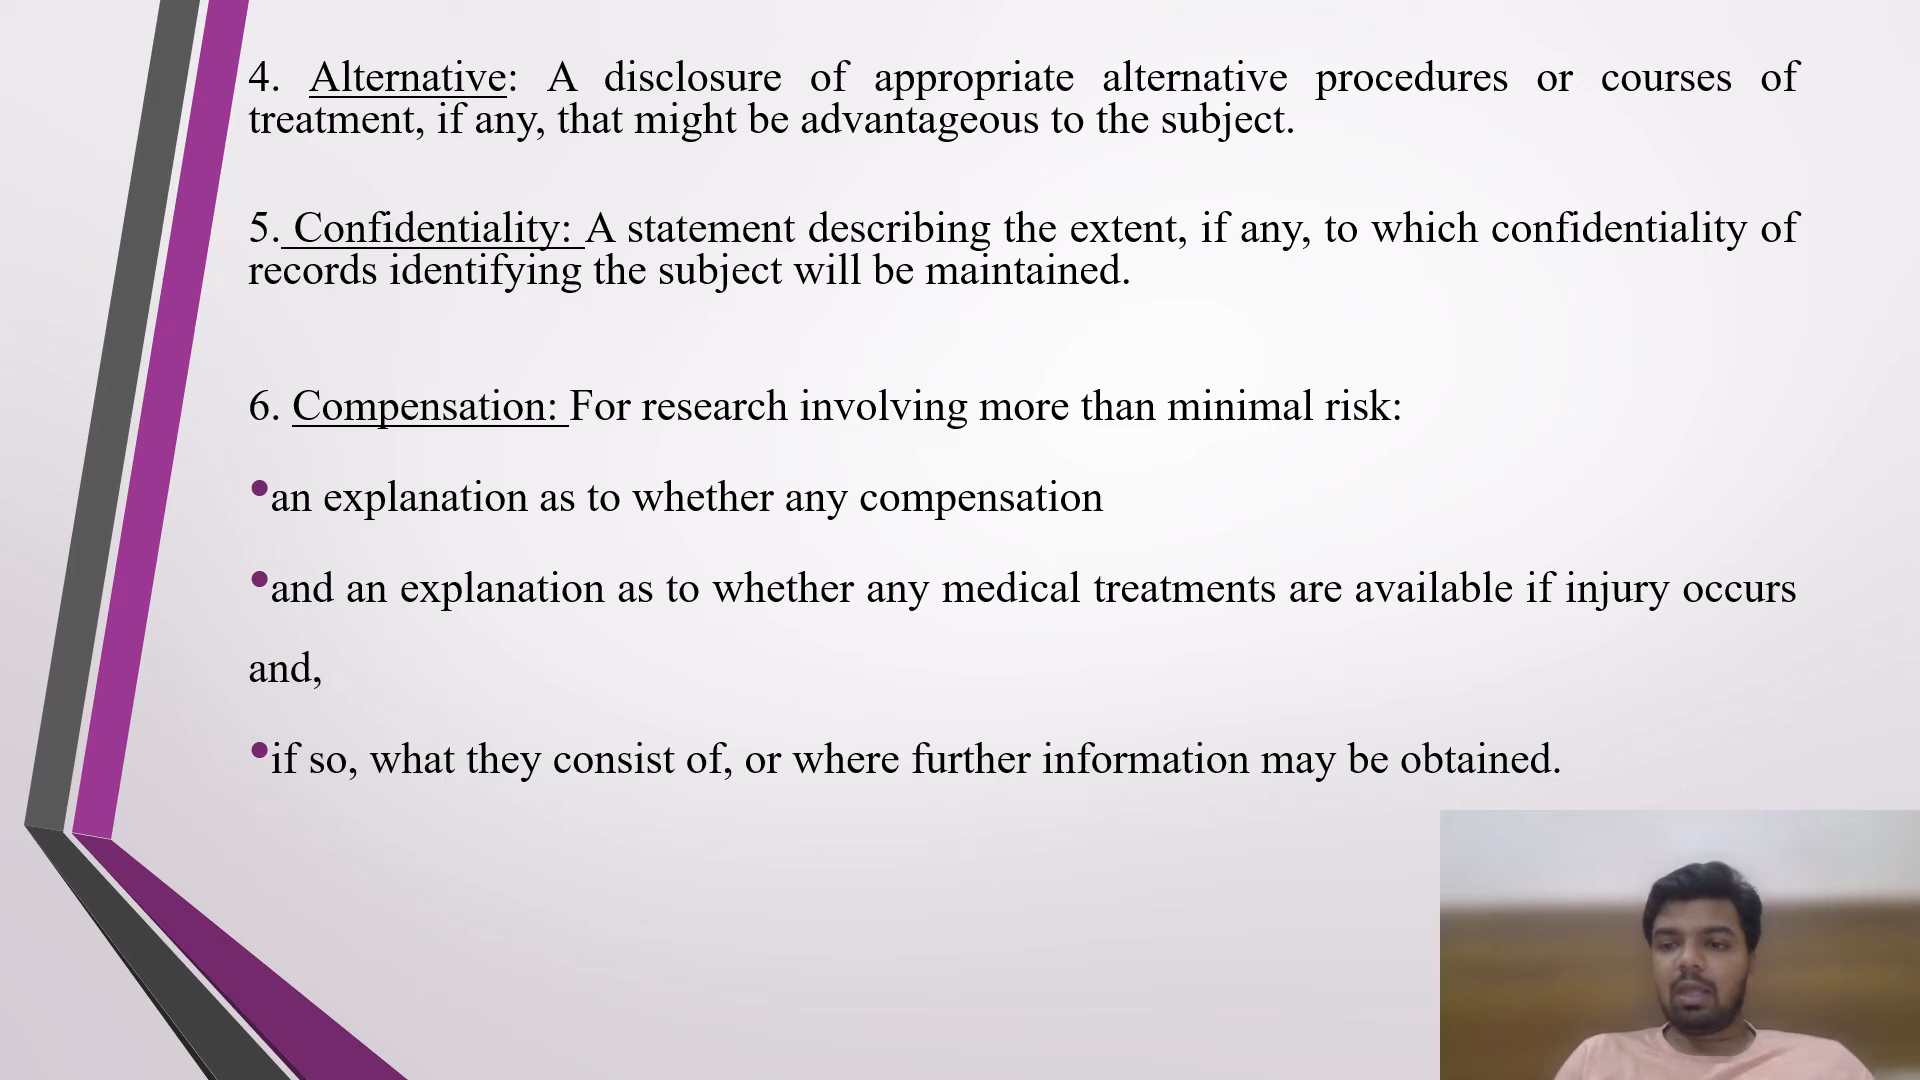 4. Alternative: A disclosure of appropriate alternative procedures or courses of
treatment, if any, that might be advantageous to the subject.
5. Confidentiality: A statement describing the extent, if any, to which confidentiality of
records identifying the subject will be maintained.
6. Compensation: For research involving more than minimal risk:
•an explanation as to whether any compensation
•and an explanation as to whether any medical treatments are available if injury occurs
and,
•if so, what they consist of, or where further information may be obtained.